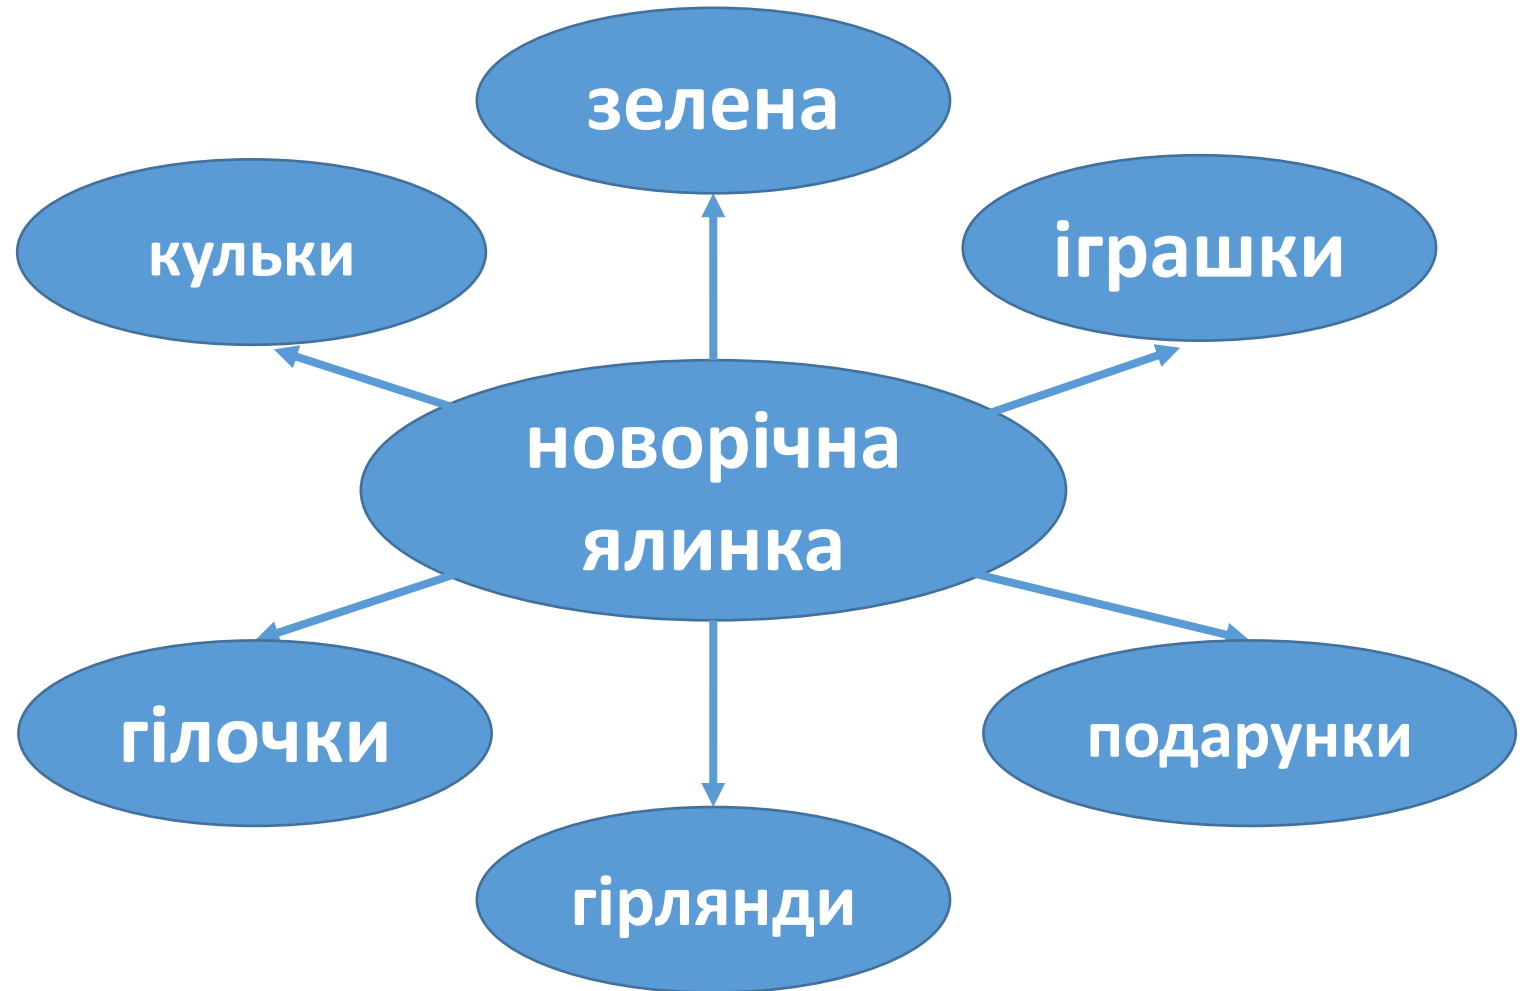 зелена
кульки
іграшки
новорічна
ялинка
гілочки
подарунки
гірлянди